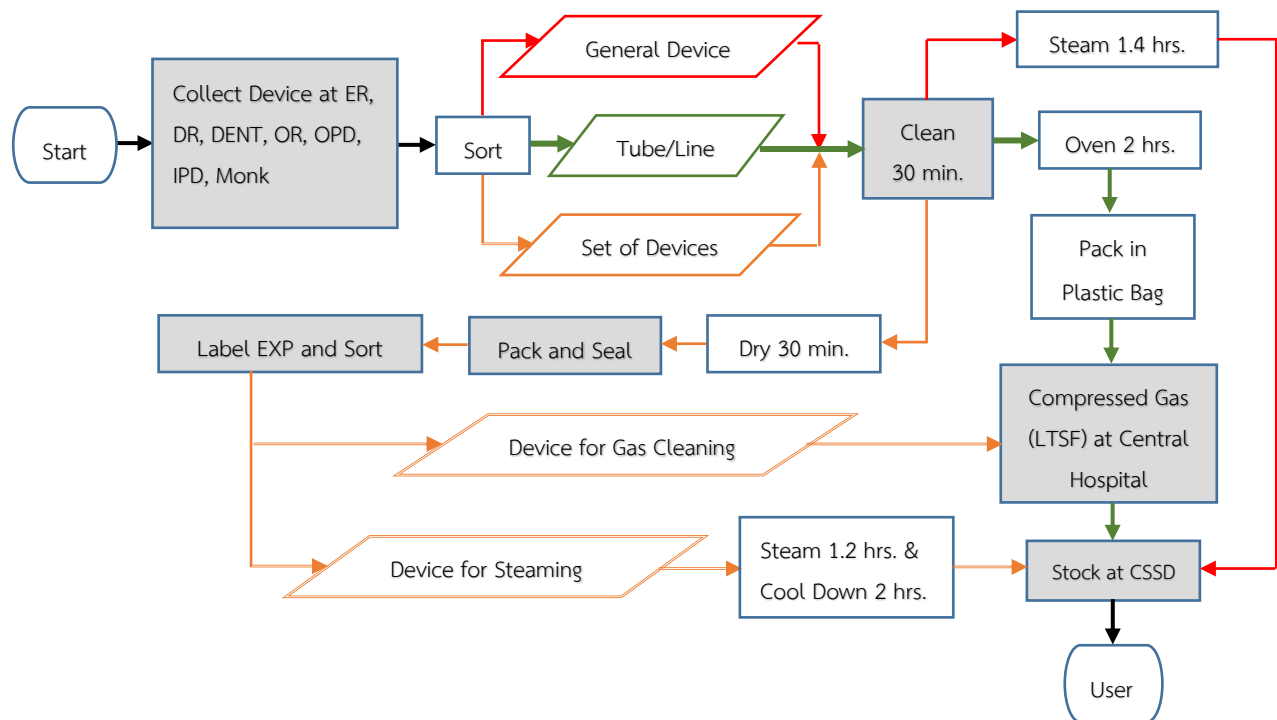 Start
Collect Device at ER,
DR, DENT, OR, OPD,
IPD, Monk
Sort
General Device
Tube/Line
Set of Devices
Clean
30 min.
Steam 1.4 hrs.
Oven 2 hrs.
Pack in
Plastic Bag
Label EXP and Sort
Pack and Seal
Dry 30 min.
Compressed Gas
(LTSF) at Central
Hospital
Device for Gas Cleaning
Device for Steaming
Steam 1.2 hrs. &
Cool Down 2 hrs.
Stock at CSSD
User